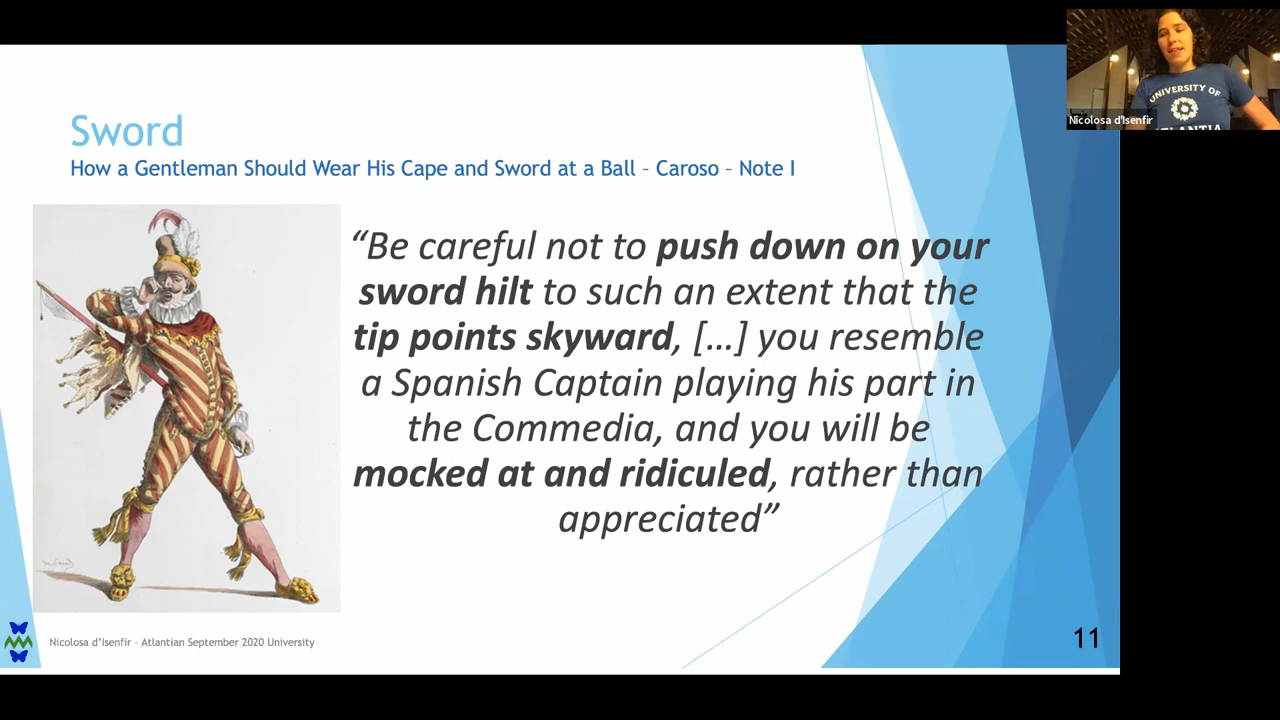 Sword
How a Gentleman Should Wear His Cape and Sword at a Ball – Caroso – Note I
“Be careful not to push down on your
sword hilt to such an extent that the
tip points skyward, […] you resemble
a Spanish Captain playing his part in
the Commedia, and you will be
mocked at and ridiculed, rather than
appreciated”
Nicolosa d’Isenfir – Atlantian September 2020 University
11
UNIVERSITY OF
Nicolosa d'Isenfir